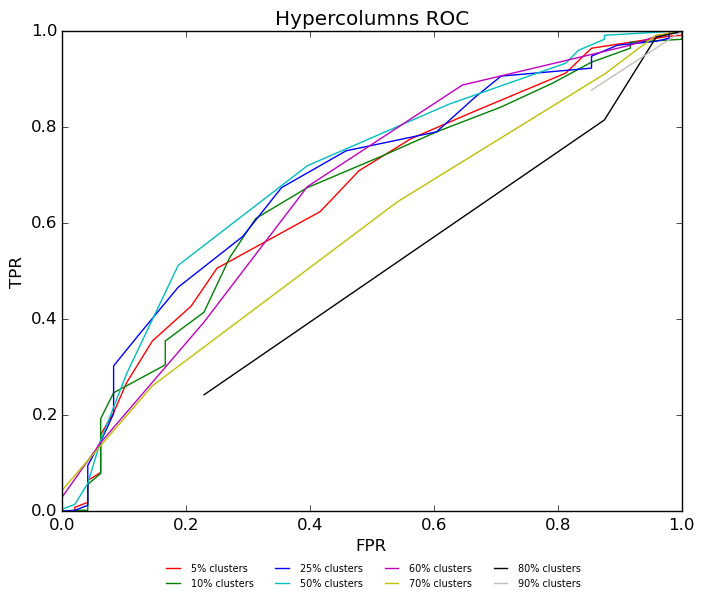 Hypercolumns ROC
1.0
0.8
0.6
0.4
0.2
0.0
TPR
0.0 0.2 0.4 0.6 0.8 1.0
FPR
5% clusters 25% clusters 60% clusters 80% clusters
10% clusters 50% clusters 70% clusters 90% clusters